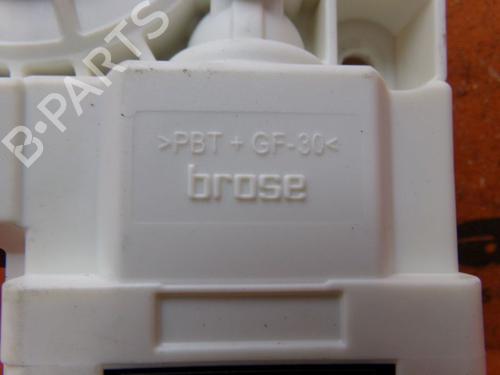 B-PARTS
>PBT + GF-30<
brose